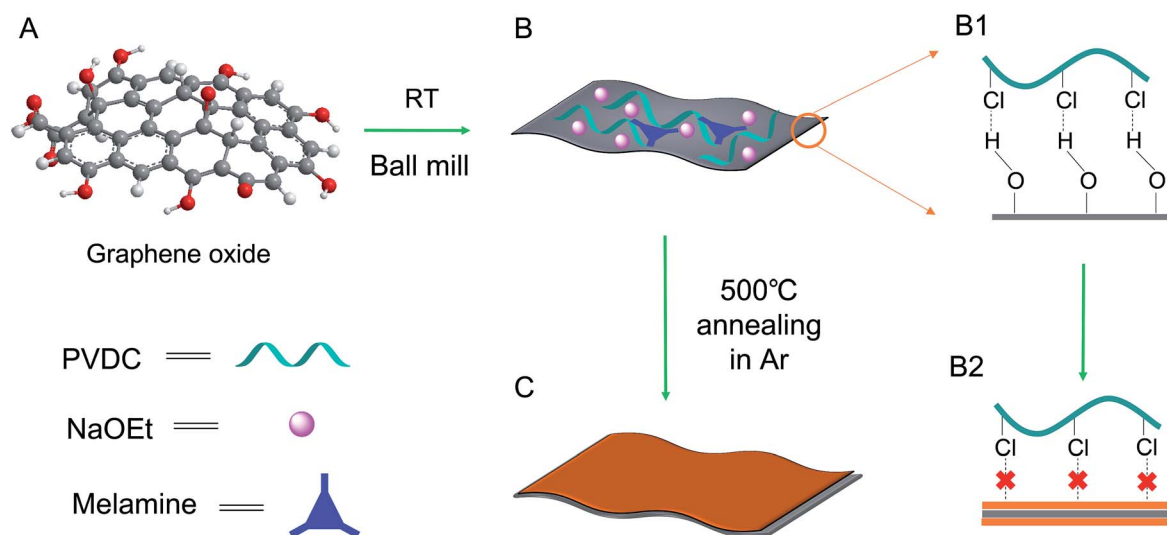 A
B
B1
RT
Ball mill
Graphene oxide
Cl
Cl
Cl
H
H
H
O
O
O
500℃
annealing
in Ar
PVDC
NaOEt
Melamine
C
B2
Cl
Cl
Cl